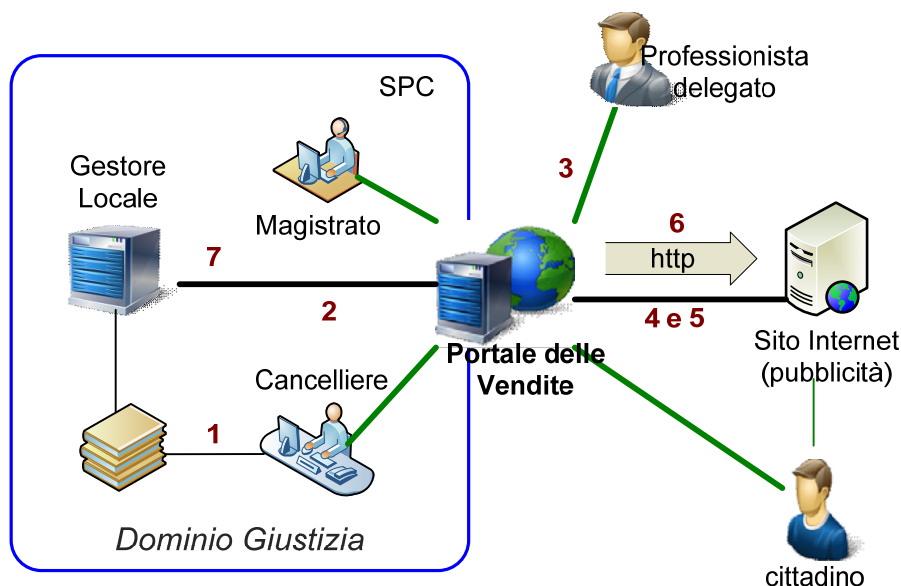 Professionista
delegato
SPC
Gestore
Locale
3
Magistrato
6
http
7
2
4 e 5
Sito Internet
(pubblicità)
Portale delle
Vendite
Cancelliere
1
Dominio Giustizia
cittadino